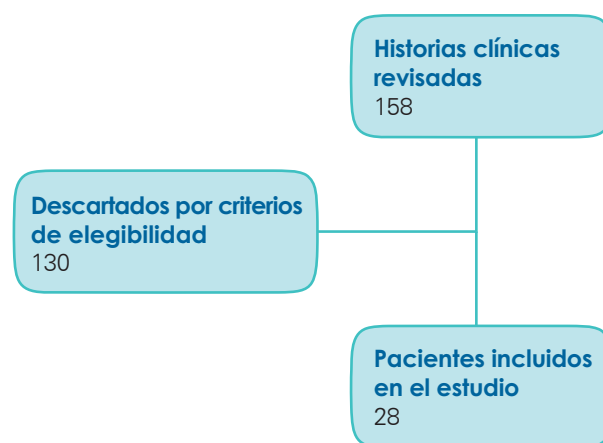 Historias clínicas
revisadas
158
Descartados por criterios
de elegibilidad
130
Pacientes incluidos
en el estudio
28